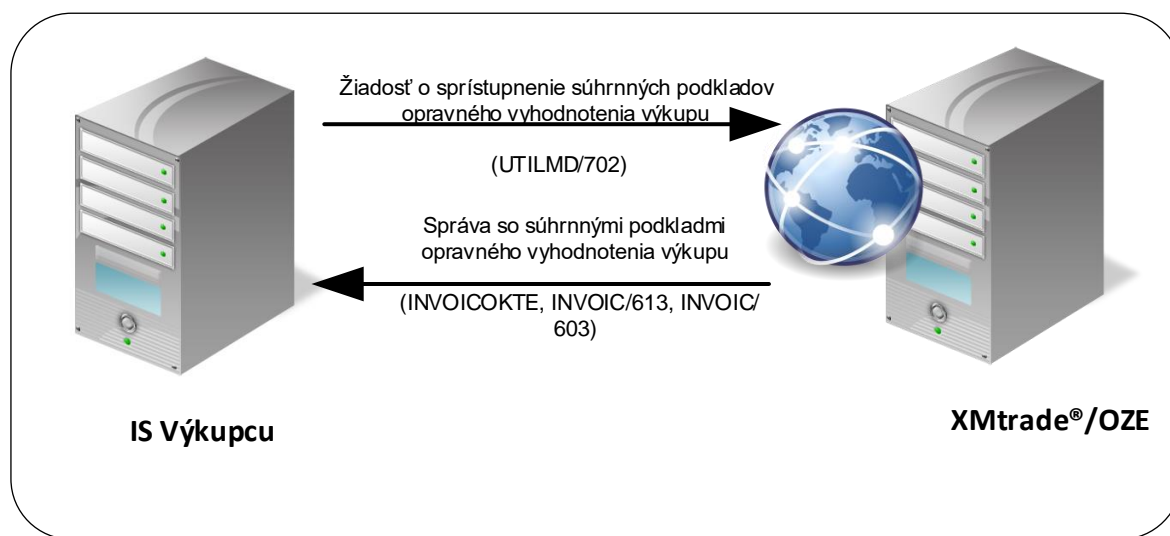 Žiadosť o sprístupnenie súhrnných podkladov
opravného vyhodnotenia výkupu
(UTILMD/702)
Správa so súhrnnými podkladmi
opravného vyhodnotenia výkupu
(INVOICOKTE, INVOIC/613, INVOIC/
603)
IS Výkupcu
XMtrade®/OZE